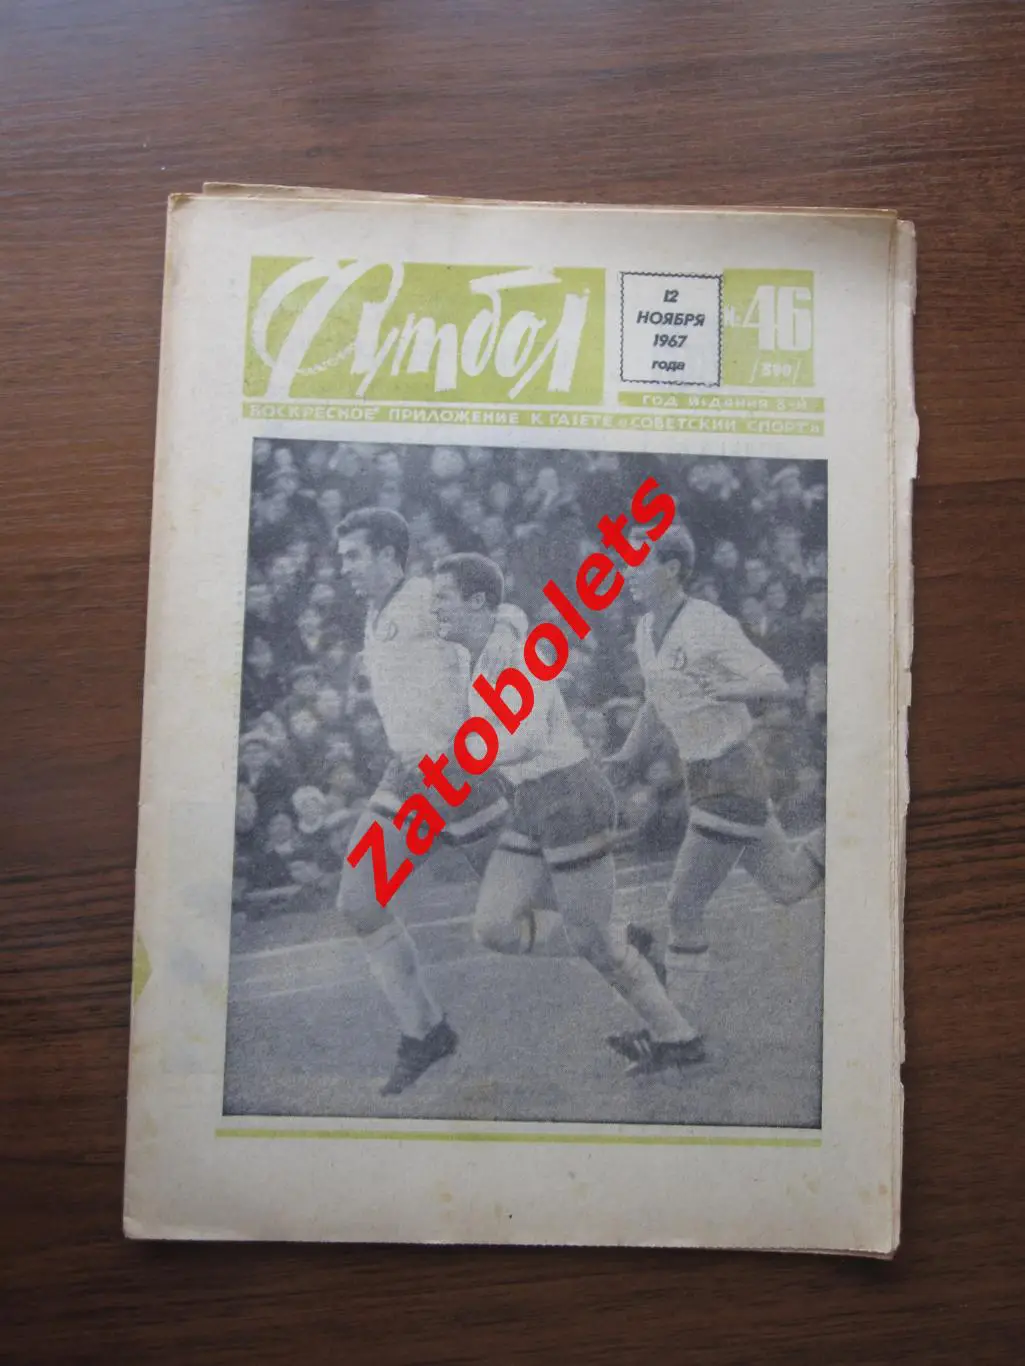 Футбол
12
НОЯБРЯ
1967
года
№46
/390/
ГОД ИЗДАНИЯ 8-й
ВОСКРЕСНОЕ ПРИЛОЖЕНИЕ К ГАЗЕТЕ «СОВЕТСКИЙ СПОРТ»
Zatobolets